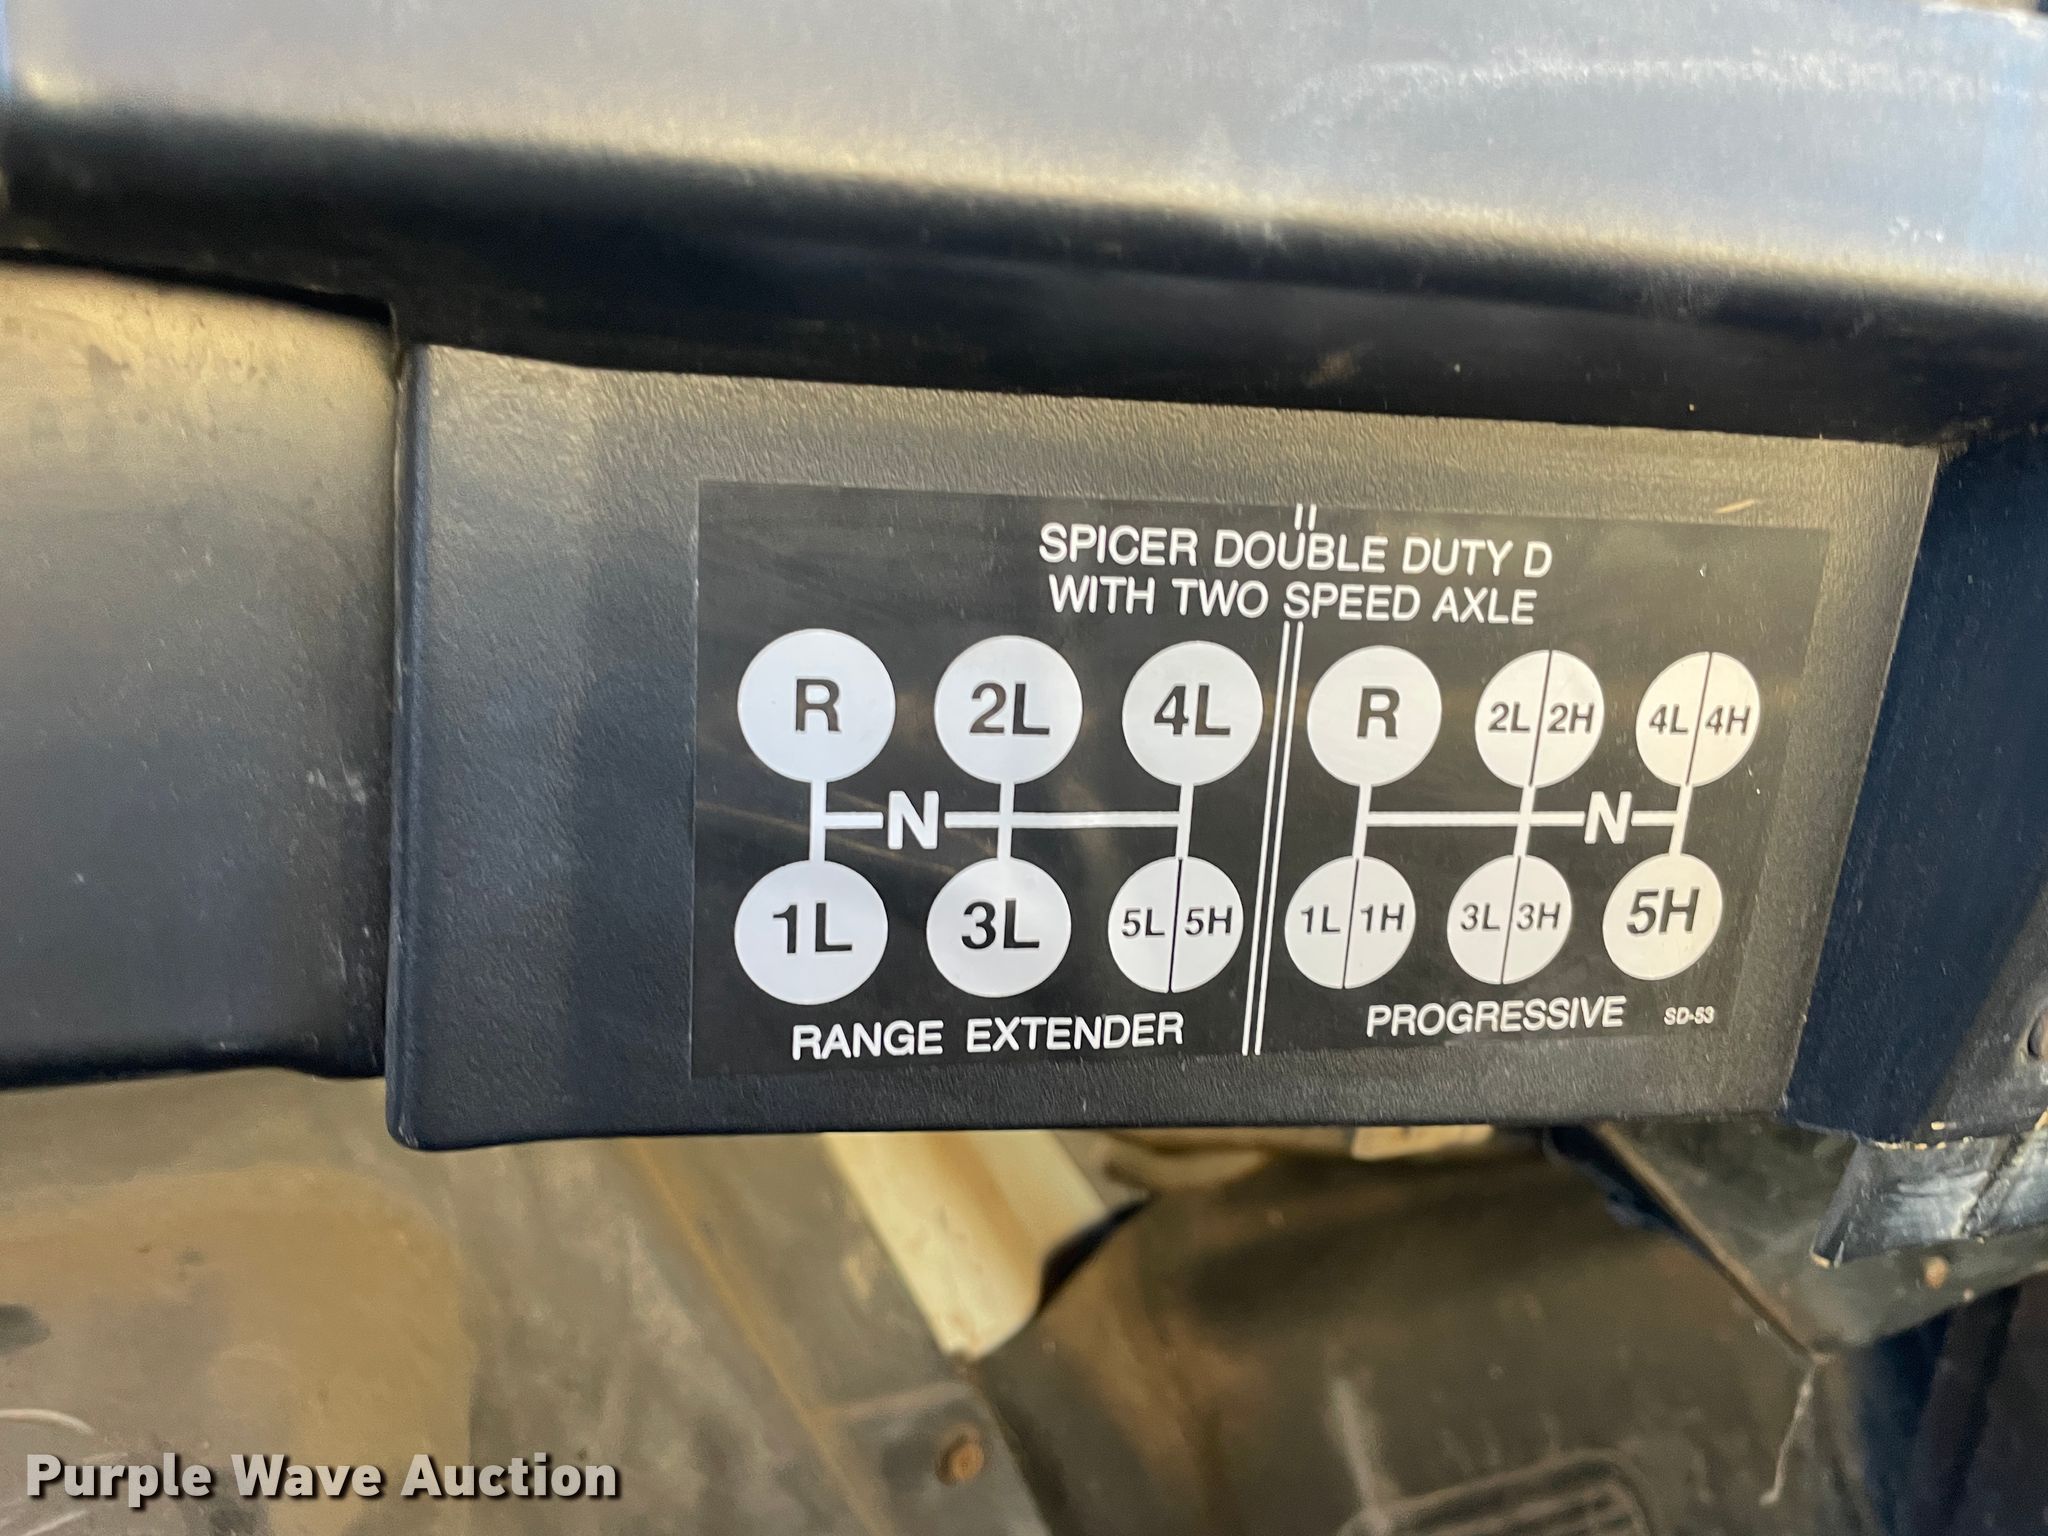 SPICER DOUBLE DUTY D
WITH TWO SPEED AXLE
R 2L 4L
N
1L 3L 5L 5H
RANGE EXTENDER
R 2L 2H 4L 4H
N
1L 1H 3L 3H 5H
PROGRESSIVE SD-53
Purple Wave Auction